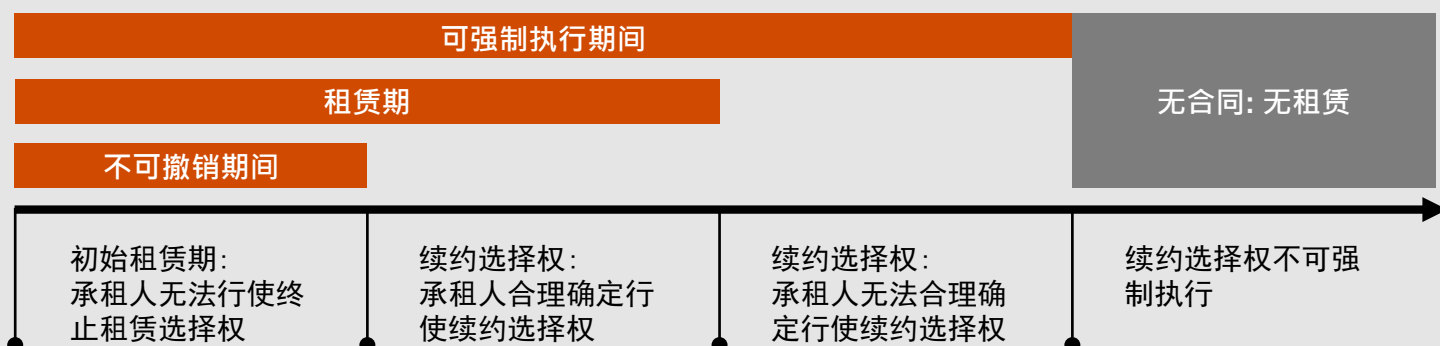 可强制执行期间
租赁期
无合同: 无租赁
不可撤销期间
初始租赁期:
承租人无法行使终
止租赁选择权
续约选择权:
承租人合理确定行
使续约选择权
续约选择权:
承租人无法合理确
定行使续约选择权
续约选择权不可强
制执行